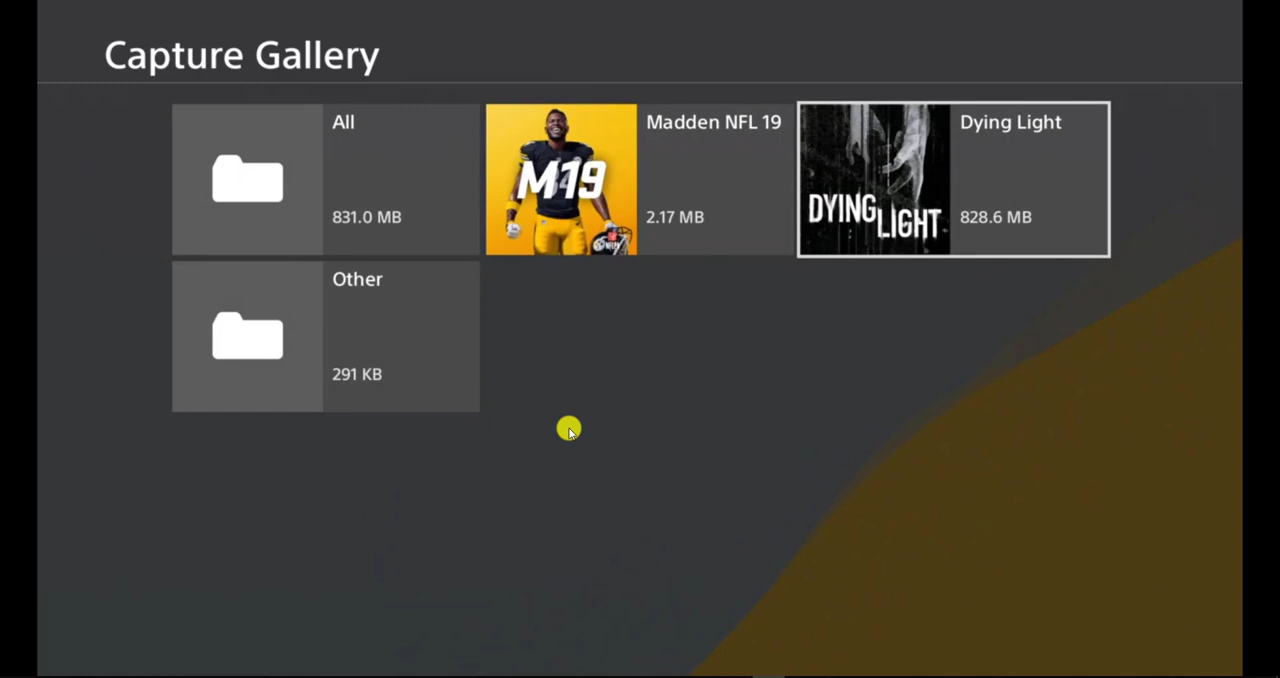 Capture Gallery
All
831.0 MB
Madden NFL 19
M19
2.17 MB
Dying Light
DYING LIGHT
828.6 MB
Other
291 KB